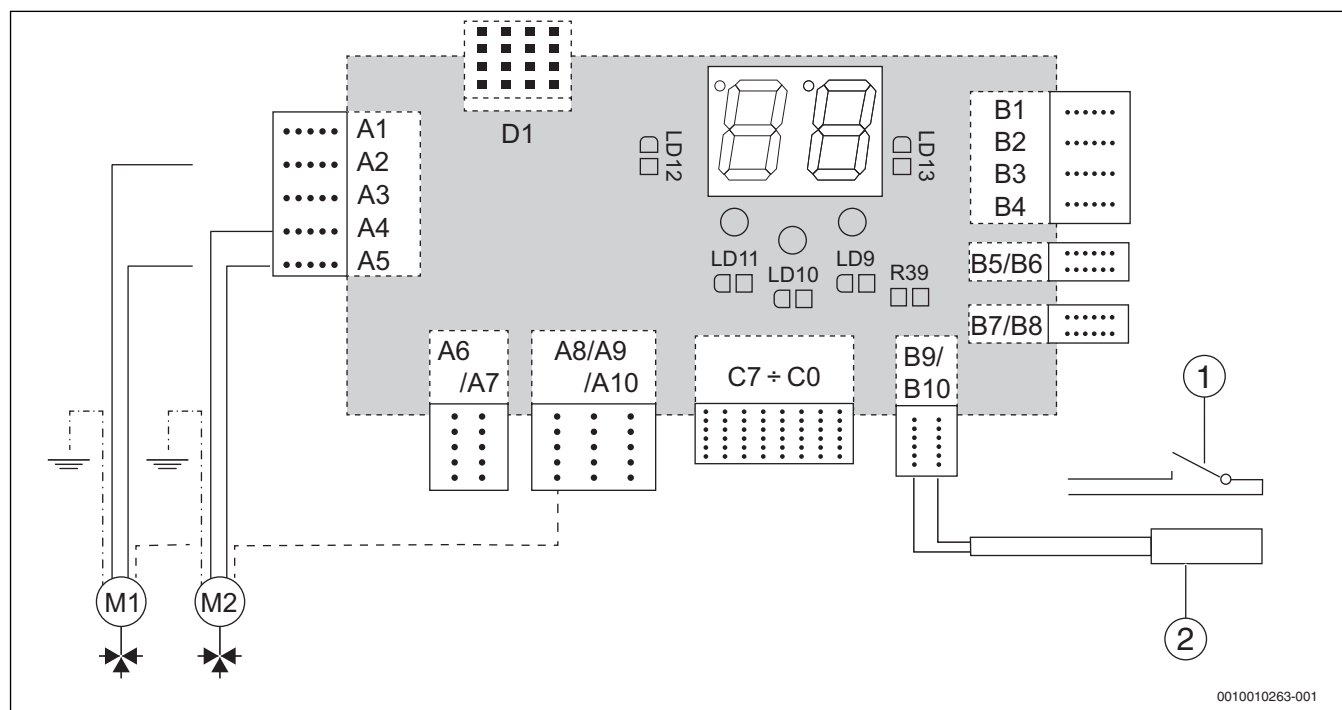 D1
A1
A2
A3
A4
A5
LD12
LD13
B1
B2
B3
B4
LD11
LD10
LD9
R39
B5/B6
B7/B8
A6
/A7
A8/A9
/A10
C7 ÷ C0
B9/
B10
1
M1
M2
2
0010010263-001